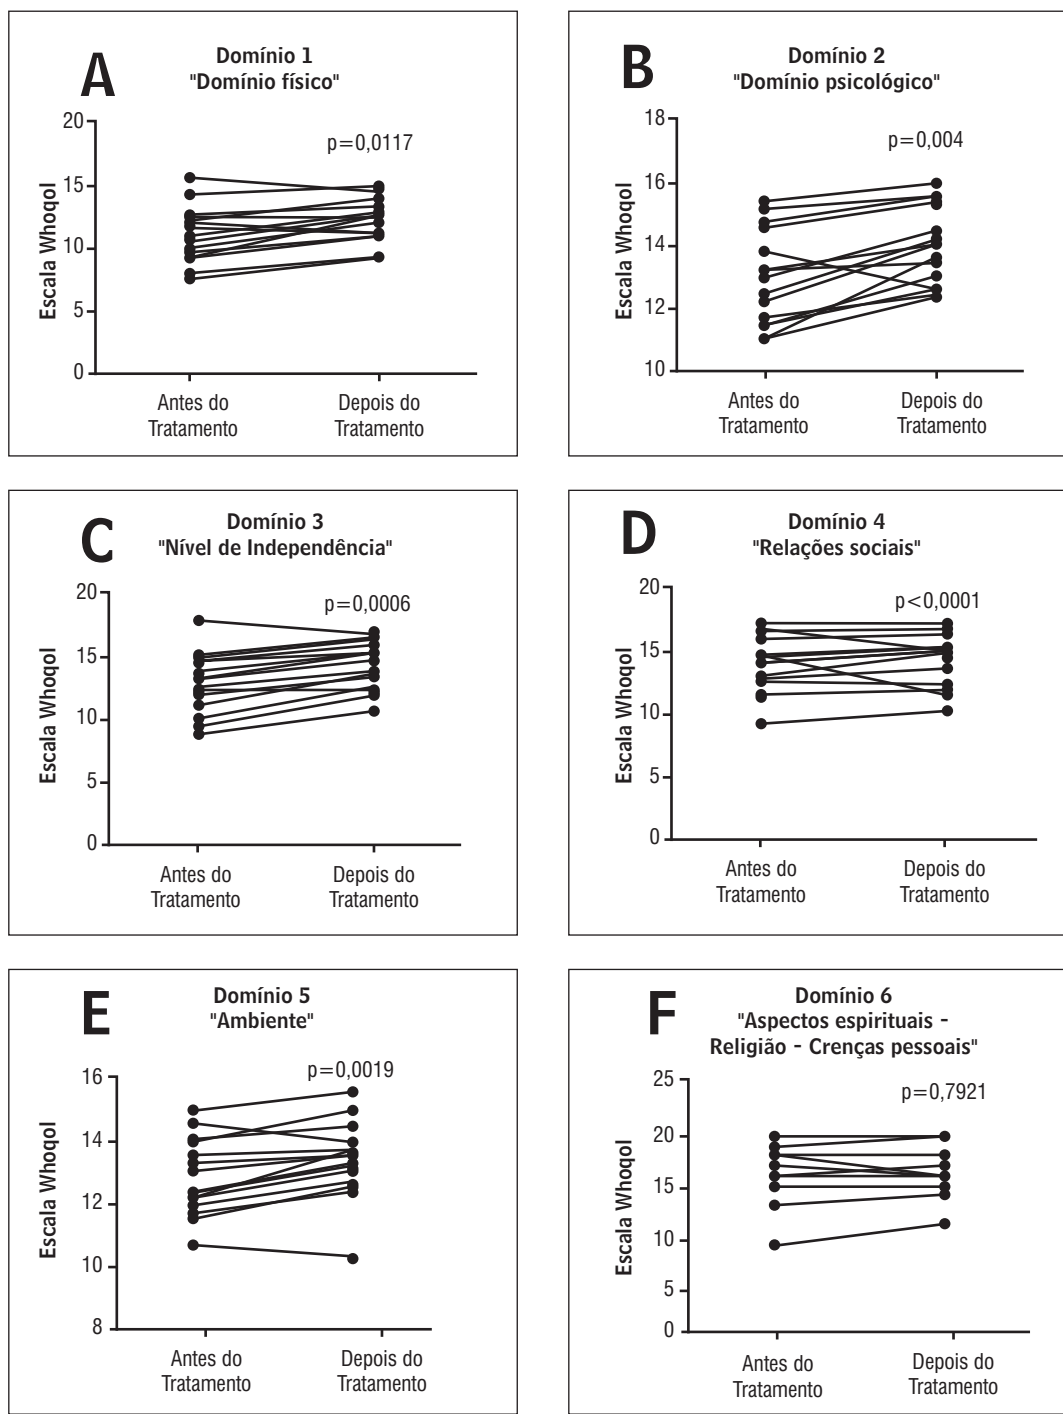 A
Domínio 1
"Domínio físico"
p=0,0117
Escala Whoqol
20
15
10
5
0
Antes do
Tratamento
Depois do
Tratamento
B
Domínio 2
"Domínio psicológico"
p=0,004
Escala Whoqol
18
16
14
12
10
Antes do
Tratamento
Depois do
Tratamento
C
Domínio 3
"Nível de Independência"
p=0,0006
Escala Whoqol
20
15
10
5
0
Antes do
Tratamento
Depois do
Tratamento
D
Domínio 4
"Relações sociais"
p<0,0001
Escala Whoqol
20
15
10
5
0
Antes do
Tratamento
Depois do
Tratamento
E
Domínio 5
"Ambiente"
p=0,0019
Escala Whoqol
16
14
12
10
8
Antes do
Tratamento
Depois do
Tratamento
F
Domínio 6
"Aspectos espirituais -
Religião - Crenças pessoais"
p=0,7921
Escala Whoqol
25
20
15
10
5
0
Antes do
Tratamento
Depois do
Tratamento